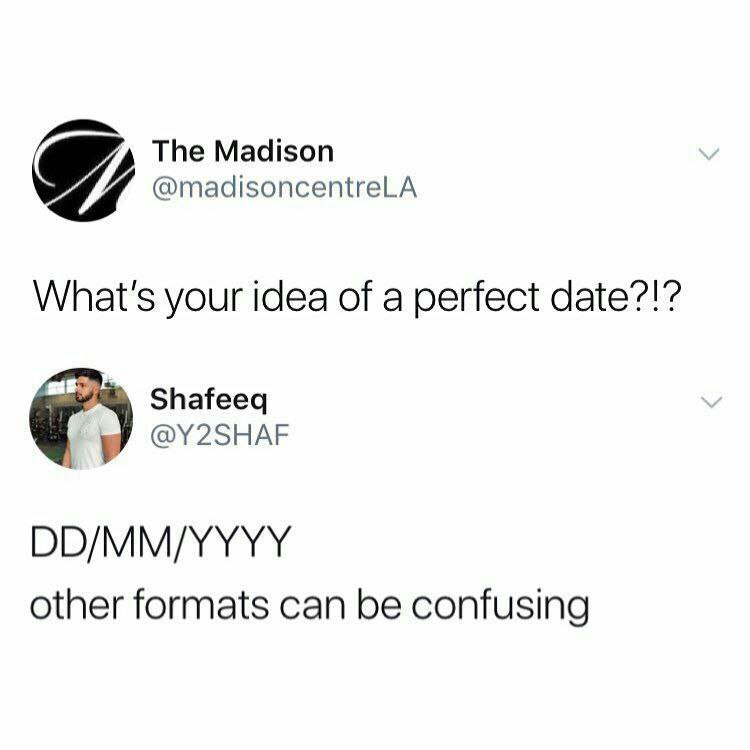 The Madison
@madisoncentreLA
What's your idea of a perfect date?!?
Shafeeq
@Y2SHAF
DD/MM/YYYY
other formats can be confusing